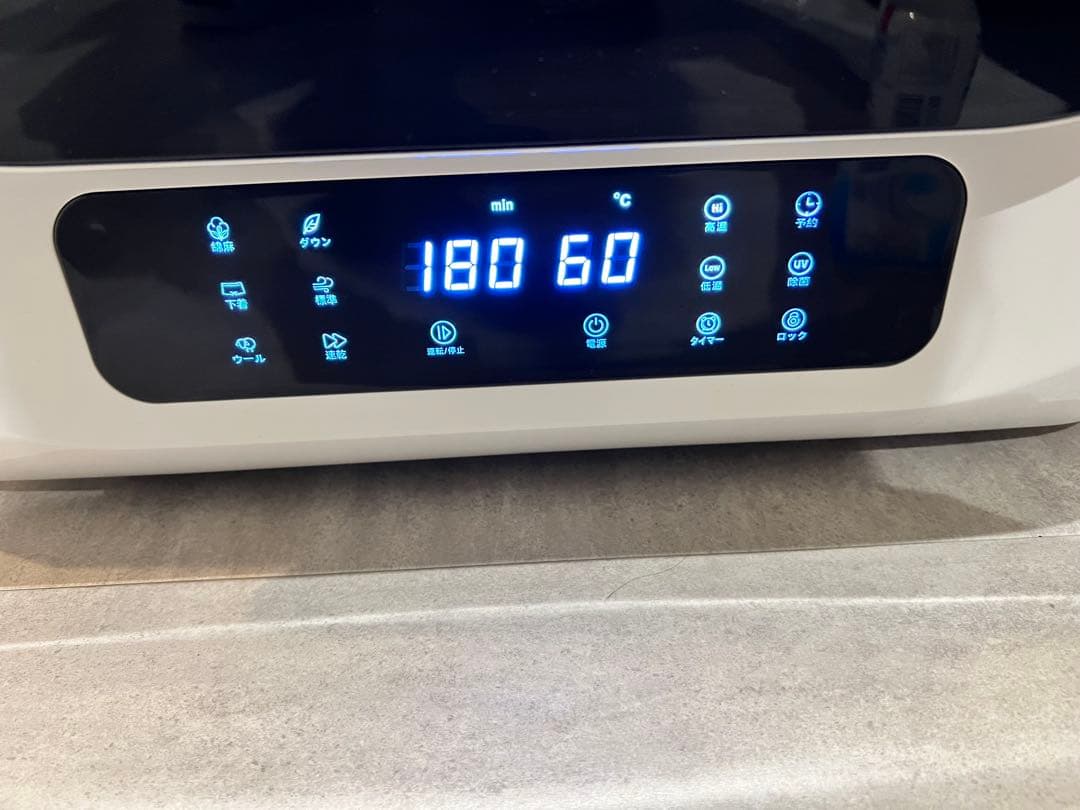 綿麻
ダウン
min
℃
Hi
高温
予約
下着
標準
180 60
Low
低温
UV
除菌
ウール
速乾
運転/停止
電源
タイマー
ロック